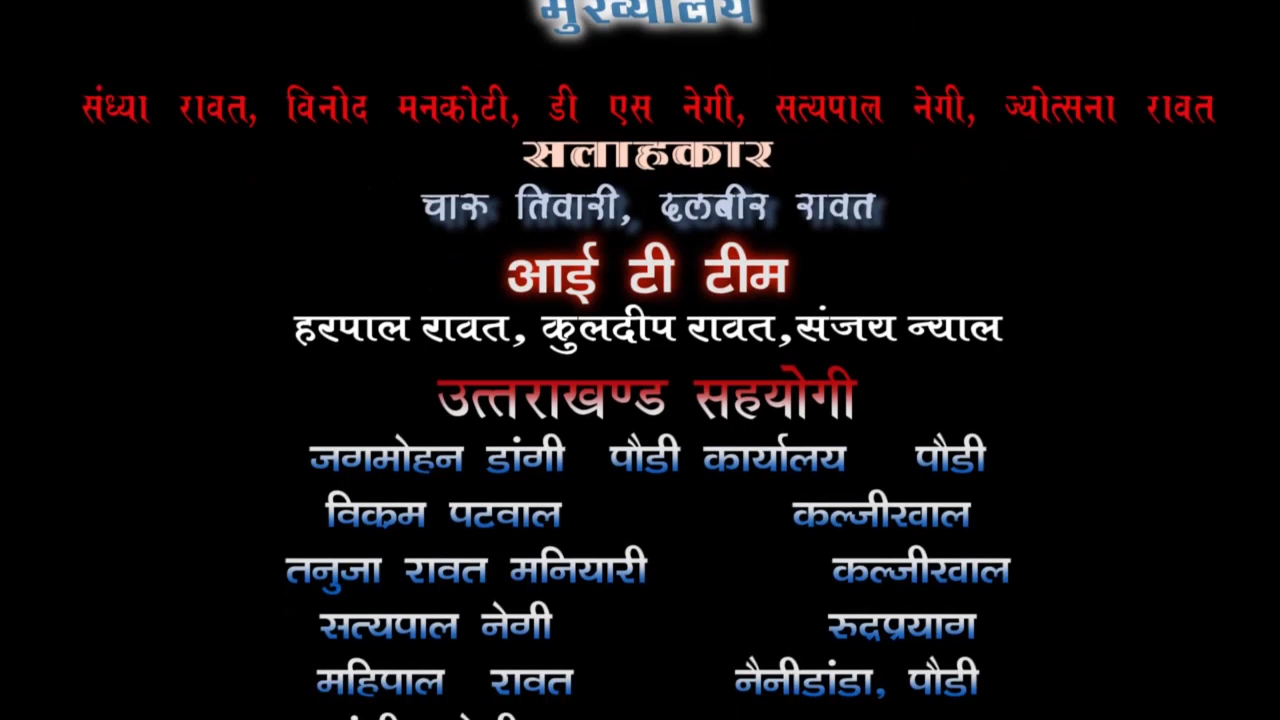 मुख्यालय
संध्या रावत, विनोद मनकोटी, डी एस नेगी, सत्यपाल नेगी, ज्योत्सना रावत
सलाहकार
चारु तिवारी, दलबीर रावत
आई टी टीम
हरपाल रावत, कुलदीप रावत,संजय न्याल
उत्तराखण्ड सहयोगी
जगमोहन डांगी पौडी कार्यालय पौडी
विक्रम पटवाल कल्जीखाल
तनुजा रावत मनियारी कल्जीखाल
सत्यपाल नेगी रुद्रप्रयाग
महिपाल रावत नैनीडांडा, पौडी